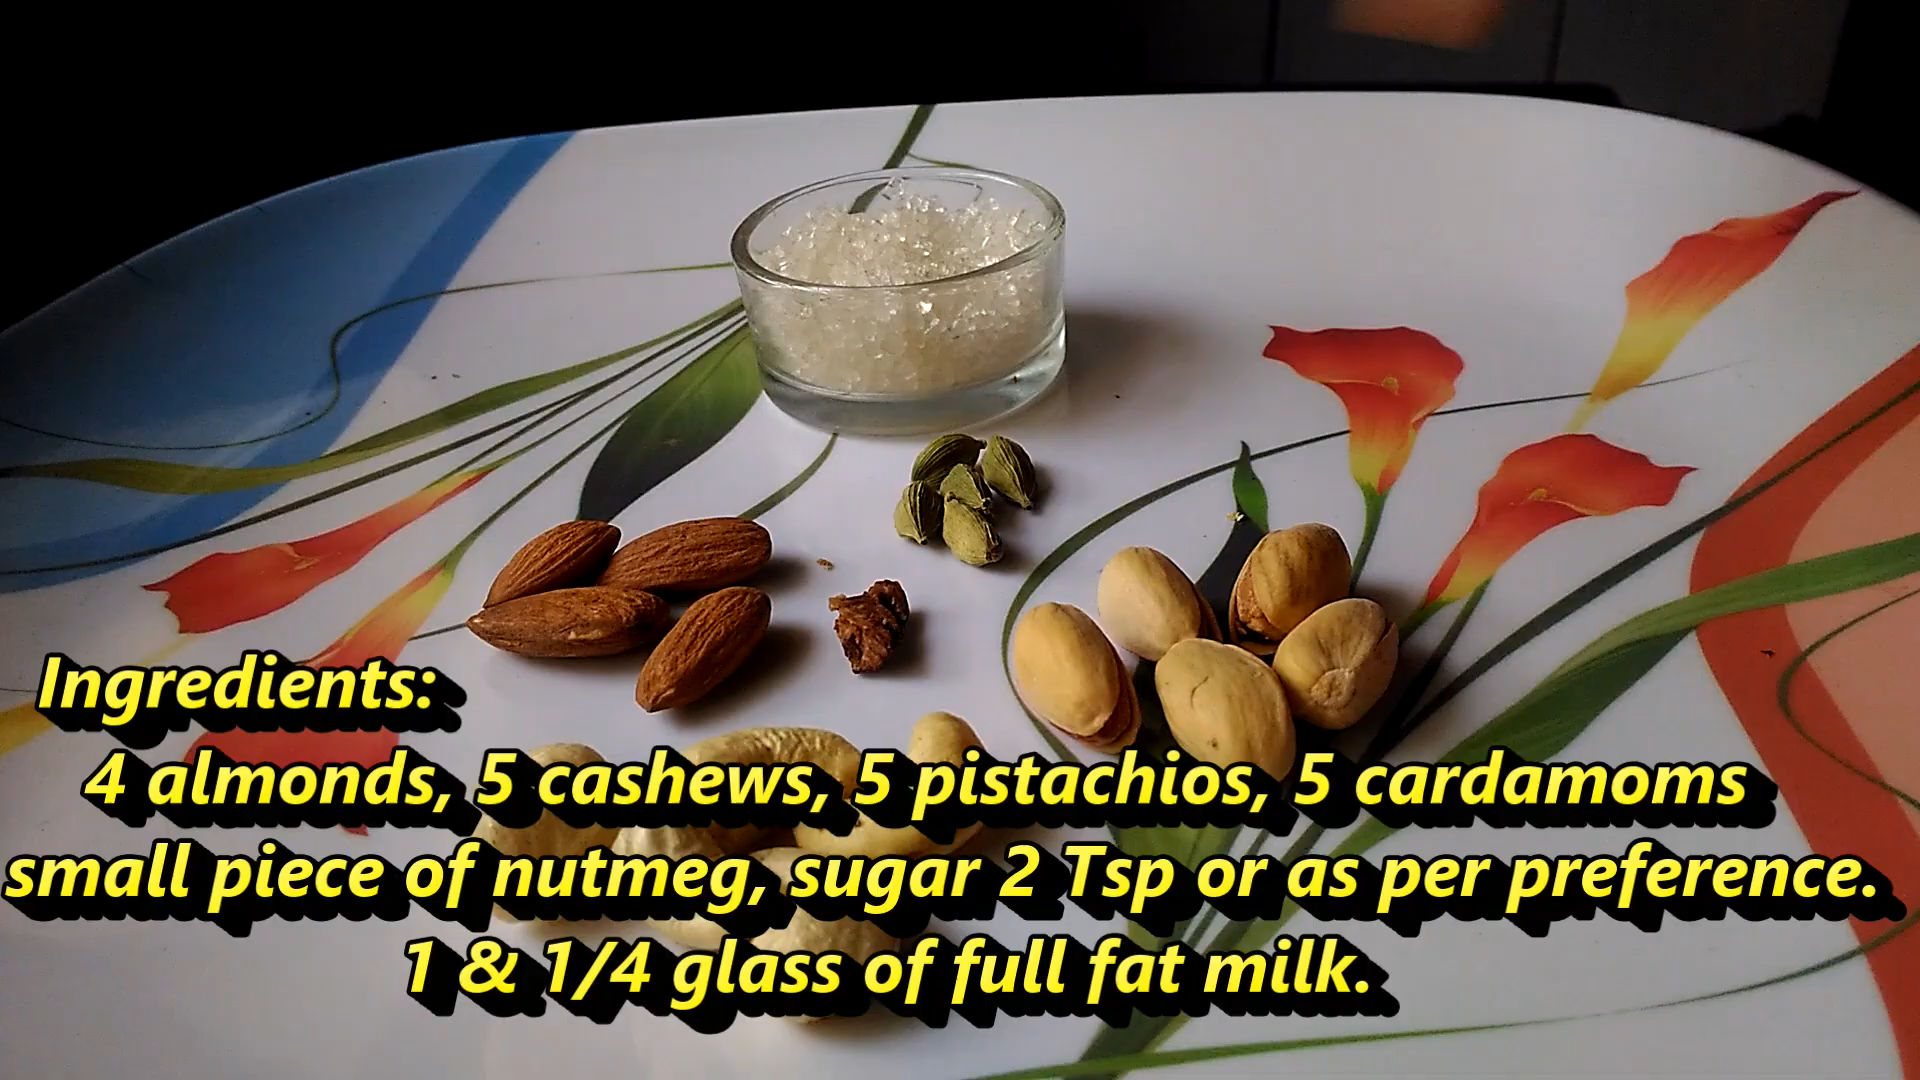 Ingredients:
4 almonds, 5 cashews, 5 pistachios, 5 cardamoms
small piece of nutmeg, sugar 2 Tsp or as per preference.
1 & 1/4 glass of full fat milk.